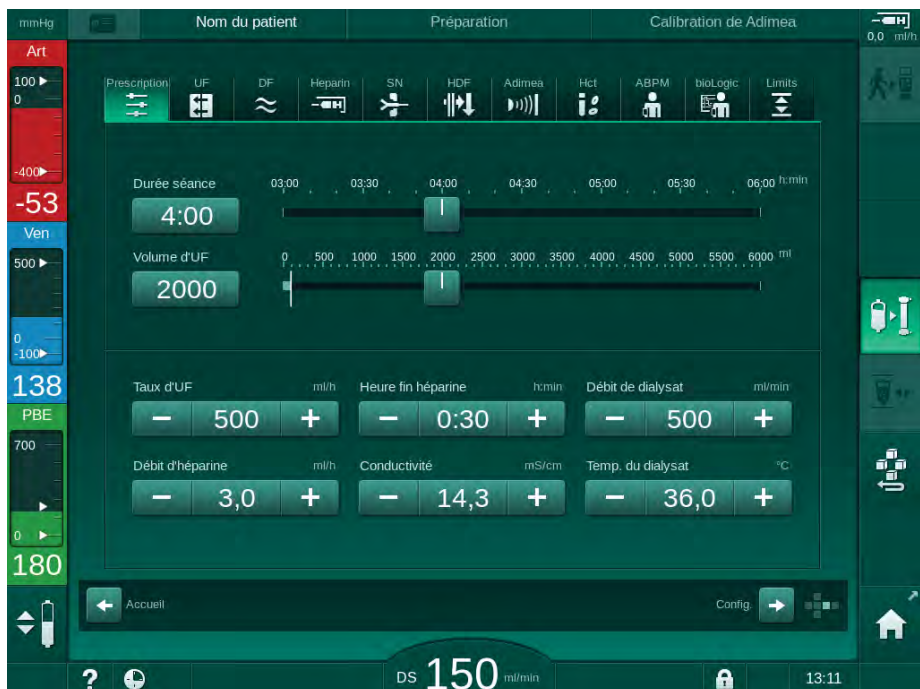 mmHg Nom du patient Préparation Calibration de Adimea
0,0 ml/h
Art
100
0
-400
-53
Ven
500
0
-100
138
PBE
700
0
180
Prescription UF DF Heparin SN HDF Adimea Hct ABPM bioLogic Limits
Durée séance 03:00 03:30 04:00 04:30 05:00 05:30 06:00 h:min
4:00
Volume d'UF 0 500 1000 1500 2000 2500 3000 3500 4000 4500 5000 5500 6000 ml
2000
Taux d'UF ml/h Heure fin héparine h:min Débit de dialysat ml/min
− 500 + − 0:30 + − 500 +
Débit d'héparine ml/h Conductivité mS/cm Temp. du dialysat °C
− 3,0 + − 14,3 + − 36,0 +
Accueil Config.
? DS 150 ml/min 13:11